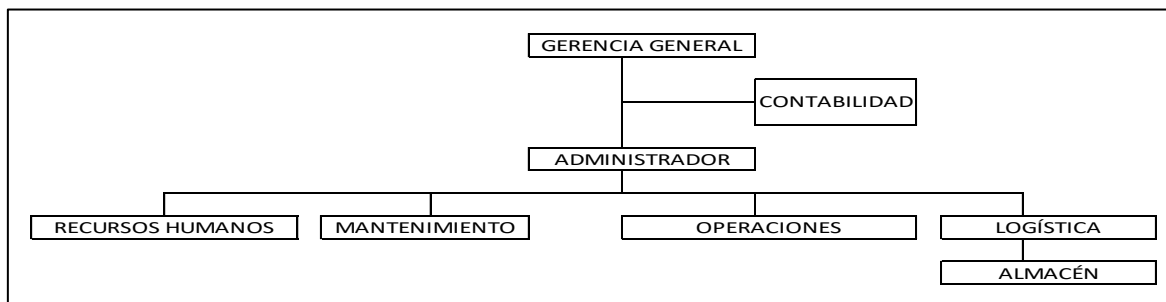 GERENCIA GENERAL
CONTABILIDAD
ADMINISTRADOR
RECURSOS HUMANOS
MANTENIMIENTO
OPERACIONES
LOGÍSTICA
ALMACÉN